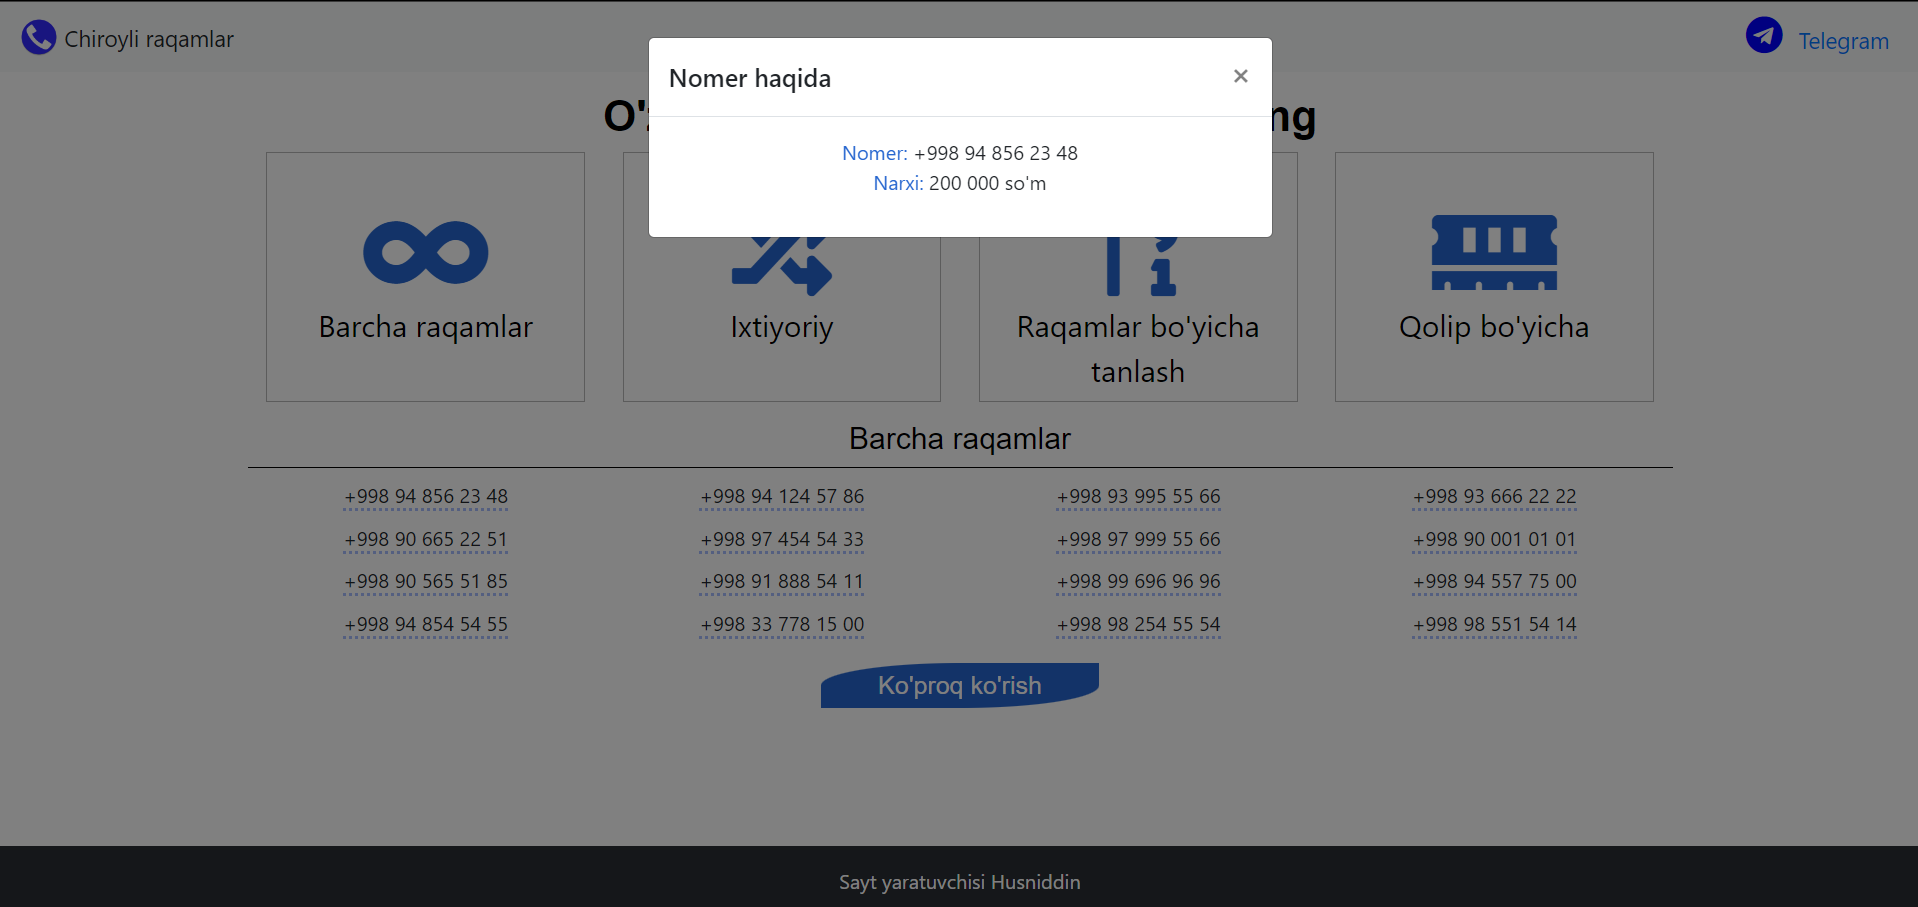 Chiroyli raqamlar
Telegram
Nomer haqida
×
Nomer: +998 94 856 23 48
Narxi: 200 000 so'm
Barcha raqamlar
Ixtiyoriy
Raqamlar bo'yicha
tanlash
Qolip bo'yicha
Barcha raqamlar
+998 94 856 23 48 +998 94 124 57 86 +998 93 995 55 66 +998 93 666 22 22
+998 90 665 22 51 +998 97 454 54 33 +998 97 999 55 66 +998 90 001 01 01
+998 90 565 51 85 +998 91 888 54 11 +998 99 696 96 96 +998 94 557 75 00
+998 94 854 54 55 +998 33 778 15 00 +998 98 254 55 54 +998 98 551 54 14
Ko'proq ko'rish
Sayt yaratuvchisi Husniddin